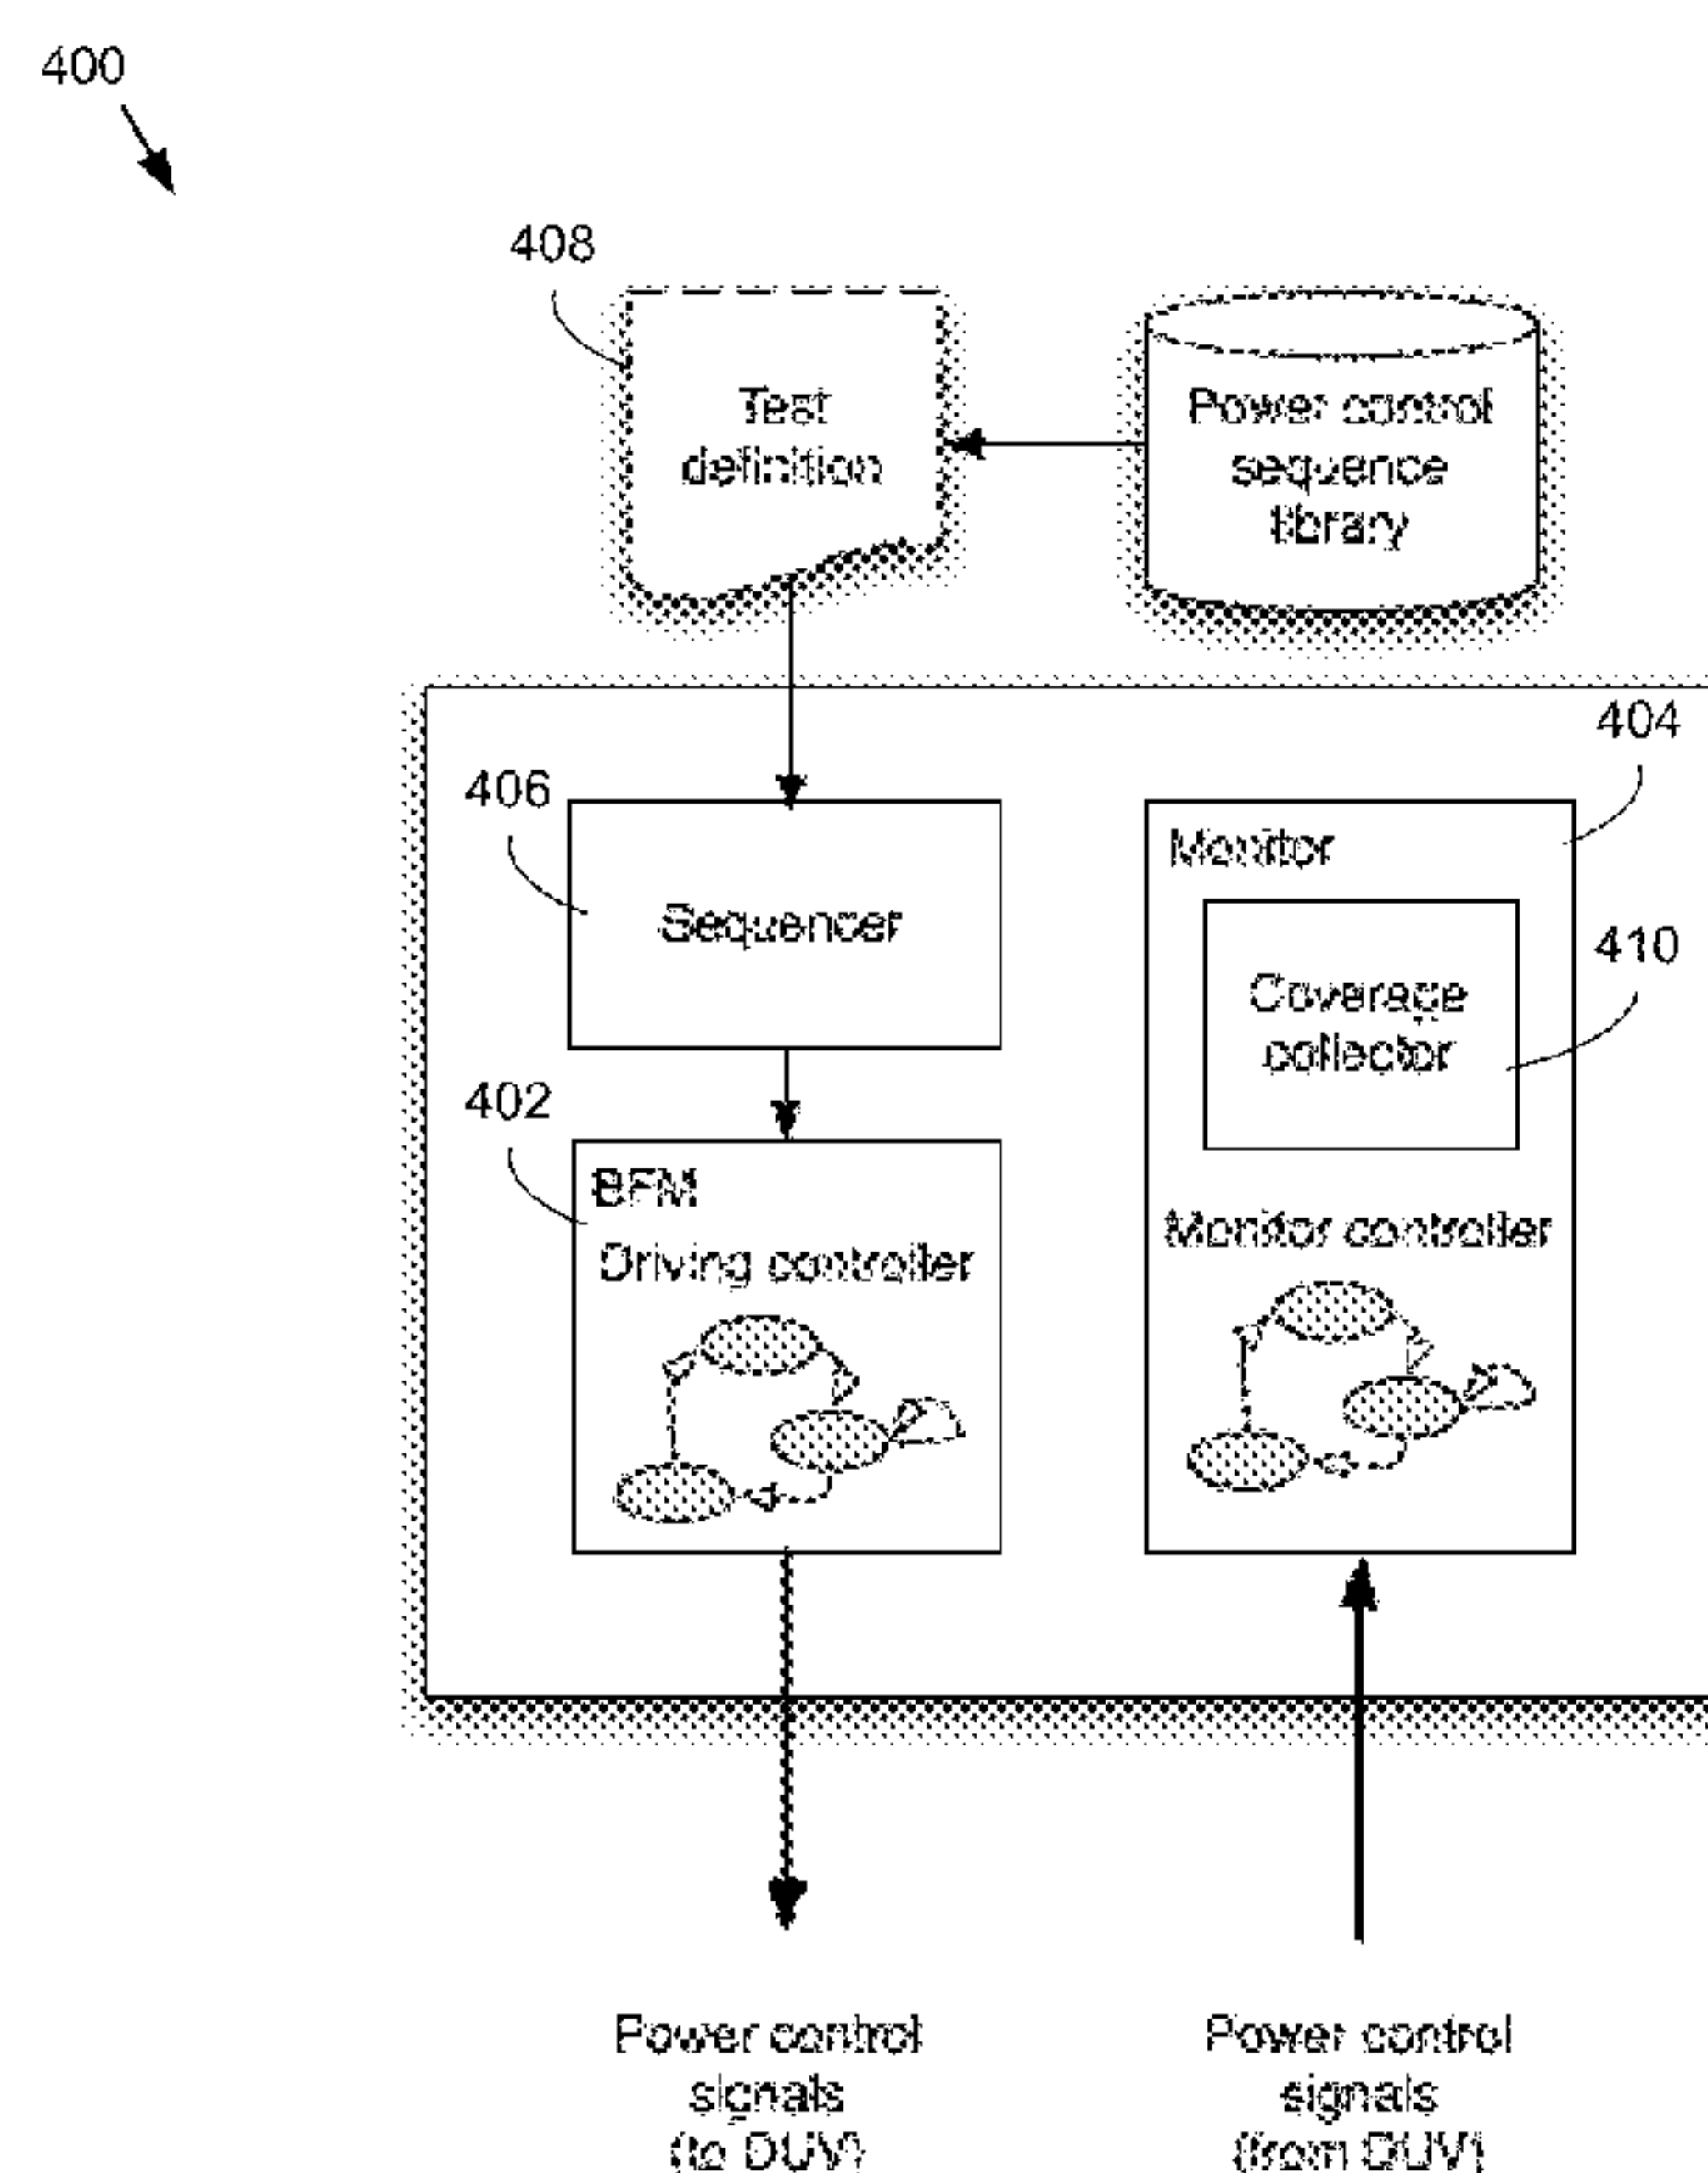 400
408
Test
definition
Power control
sequence
library
404
406
Monitor
Sequencer
410
Coverage
collector
402
BFM
Driving controller
Monitor controller
Power control
signals
(to DUV)
Power control
signals
(from DUV)